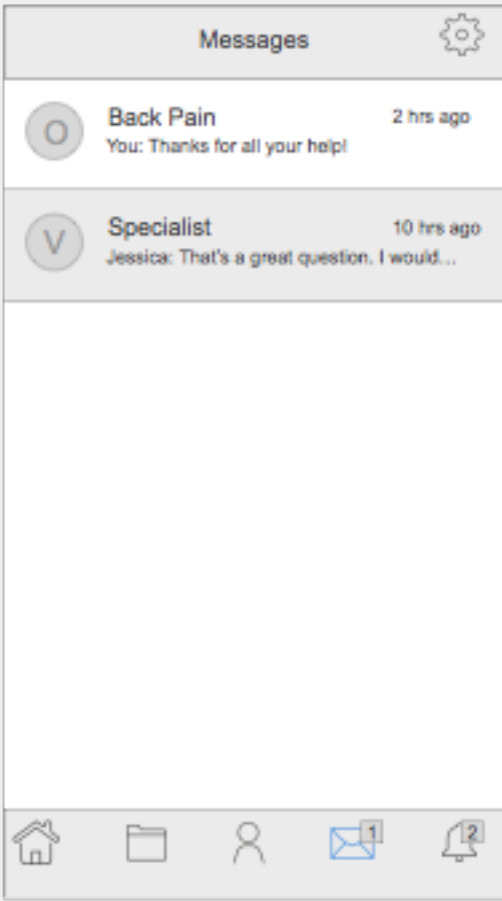 Messages
O
Back Pain
2 hrs ago
You: Thanks for all your help!
V
Specialist
10 hrs ago
Jessica: That's a great question. I would...
1
2